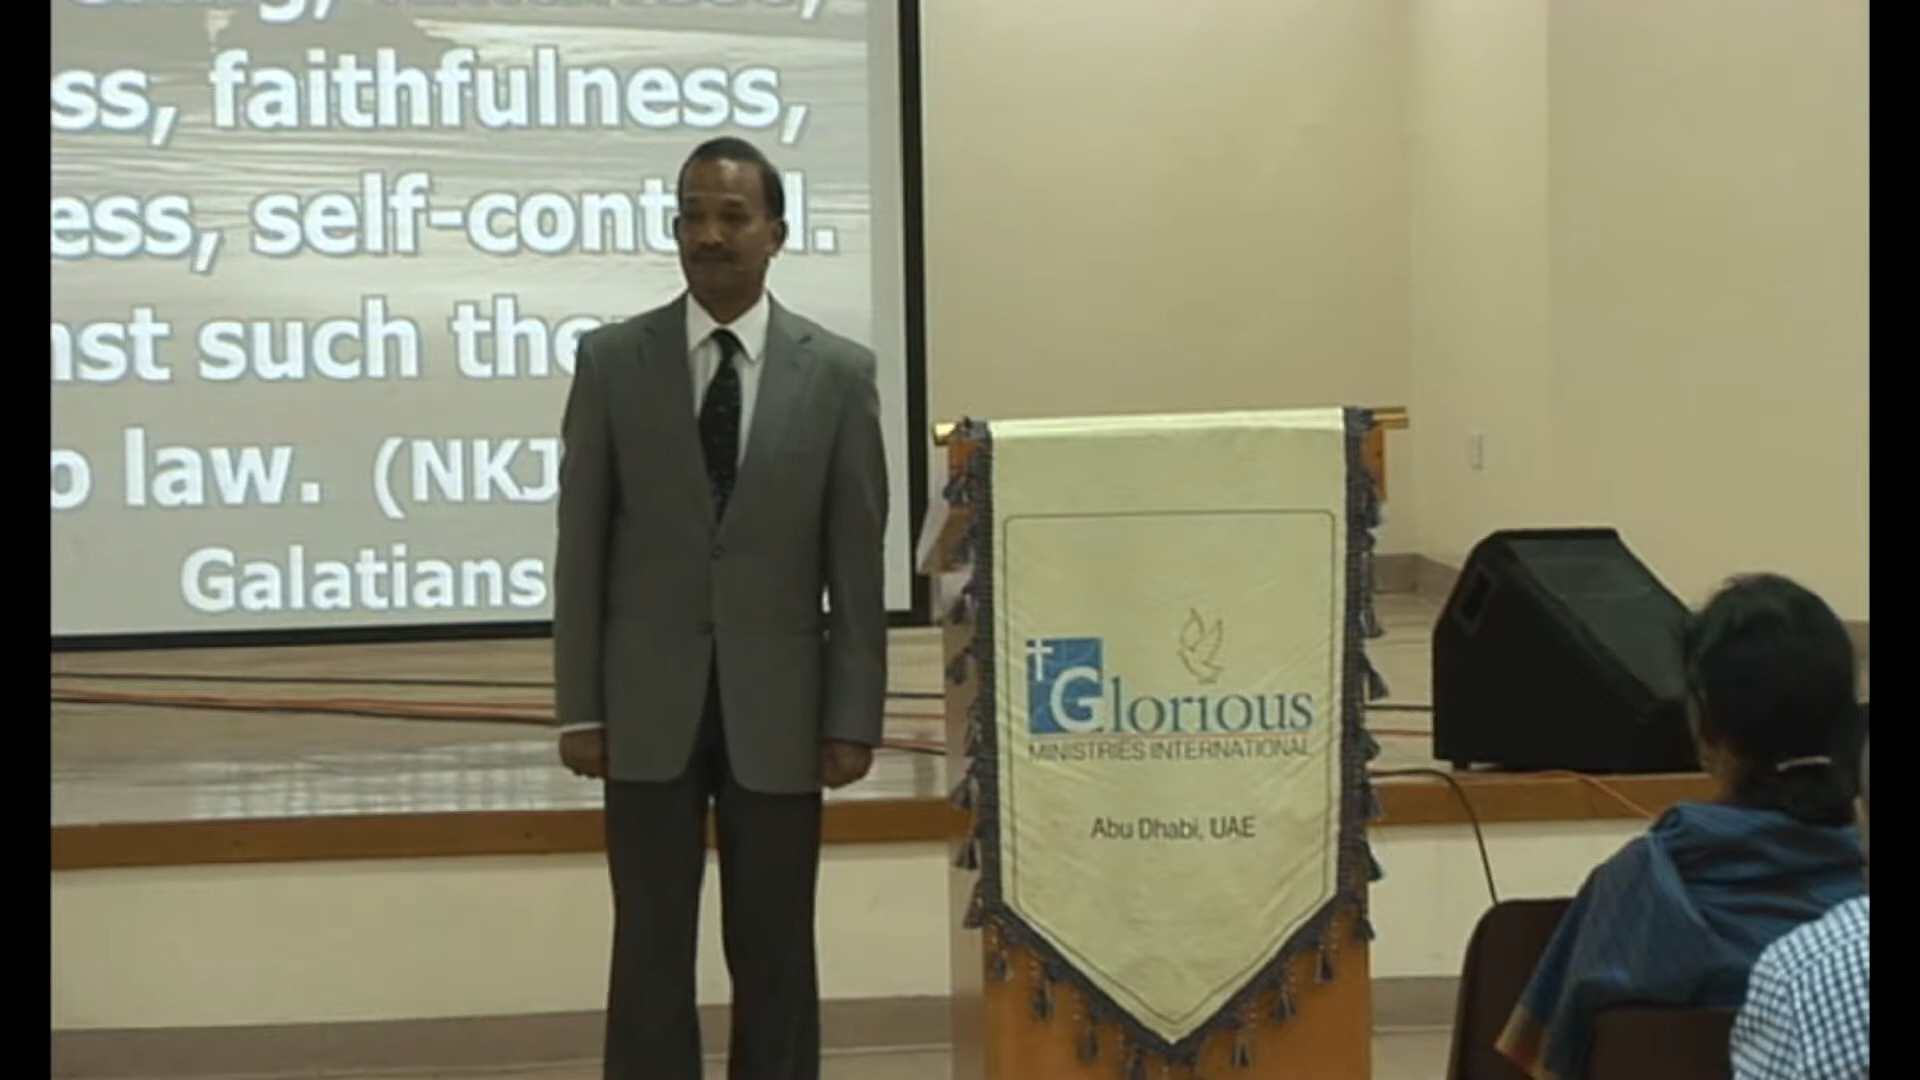 ss, faithfulness,
ess, self-cont l.
nst such the
o law. (NKJ
Galatians
Glorious
MINISTRIES INTERNATIONAL
Abu Dhabi, UAE